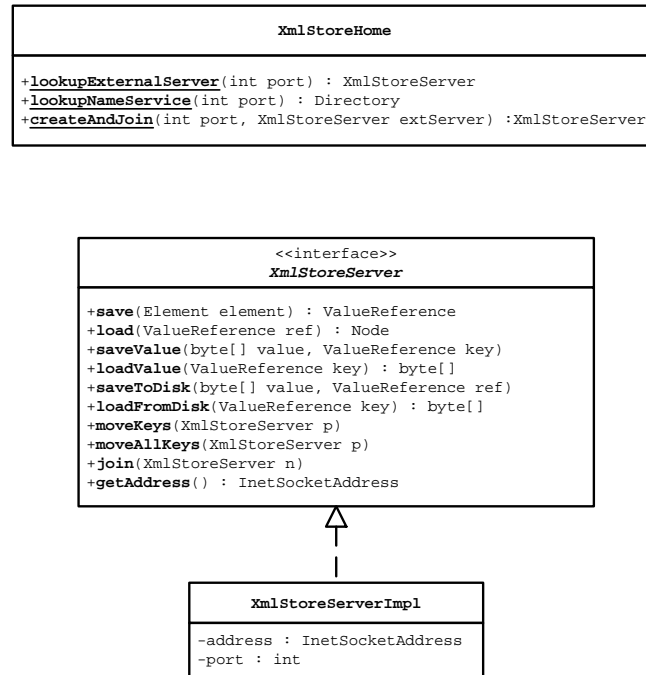 XmlStoreHome
+lookupExternalServer(int port) : XmlStoreServer
+lookupNameService(int port) : Directory
+createAndJoin(int port, XmlStoreServer extServer) :XmlStoreServer
<<interface>>
XmlStoreServer
+save(Element element) : ValueReference
+load(ValueReference ref) : Node
+saveValue(byte[] value, ValueReference key)
+loadValue(ValueReference key) : byte[]
+saveToDisk(byte[] value, ValueReference ref)
+loadFromDisk(ValueReference key) : byte[]
+moveKeys(XmlStoreServer p)
+moveAllKeys(XmlStoreServer p)
+join(XmlStoreServer n)
+getAddress() : InetSocketAddress
XmlStoreServerImpl
-address : InetSocketAddress
-port : int